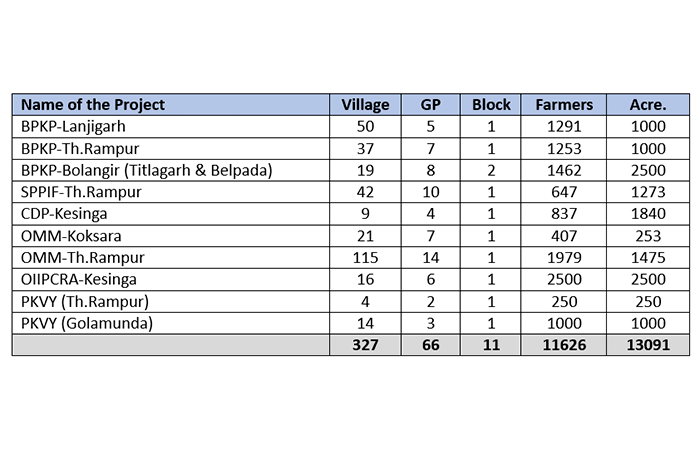 Name of the Project Village GP Block Farmers Acre.
BPKP-Lanjigarh 50 5 1 1291 1000
BPKP-Th.Rampur 37 7 1 1253 1000
BPKP-Bolangir (Titlagarh & Belpada) 19 8 2 1462 2500
SPPIF-Th.Rampur 42 10 1 647 1273
CDP-Kesinga 9 4 1 837 1840
OMM-Koksara 21 7 1 407 253
OMM-Th.Rampur 115 14 1 1979 1475
OIIPCRA-Kesinga 16 6 1 2500 2500
PKVY (Th.Rampur) 4 2 1 250 250
PKVY (Golamunda) 14 3 1 1000 1000
327 66 11 11626 13091